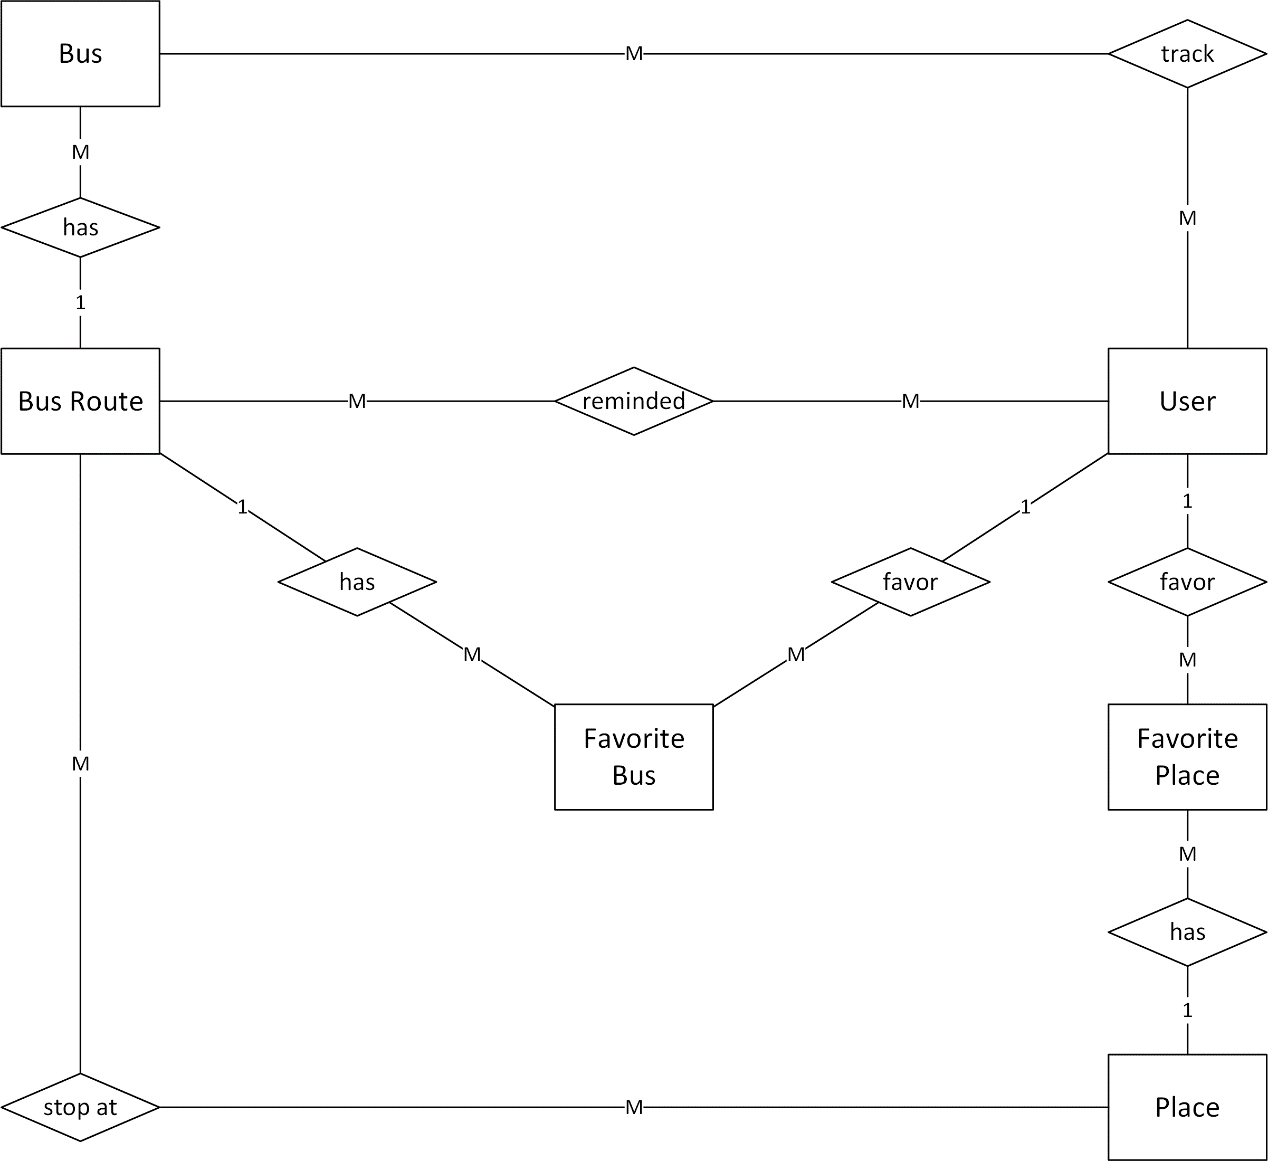 Bus
M
track
M
has
M
1
Bus Route
M
reminded
M
User
1
1
1
has
favor
favor
M
M
M
Favorite
Bus
Favorite
Place
M
M
has
1
stop at
M
Place